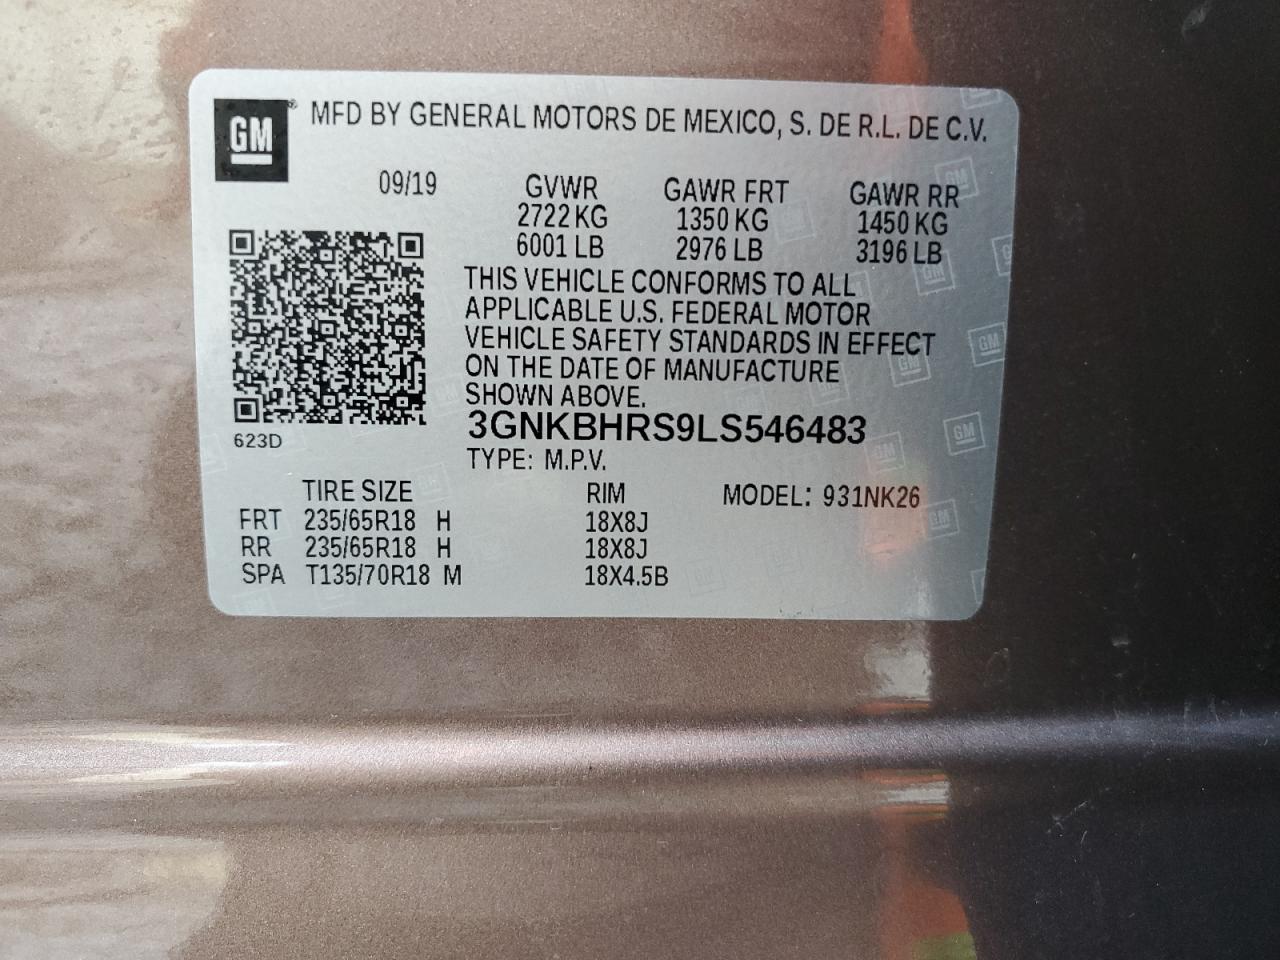 GM
MFD BY GENERAL MOTORS DE MEXICO, S. DE R.L. DE C.V.
09/19 GVWR GAWR FRT GAWR RR
2722 KG 1350 KG 1450 KG
6001 LB 2976 LB 3196 LB
THIS VEHICLE CONFORMS TO ALL
APPLICABLE U.S. FEDERAL MOTOR
VEHICLE SAFETY STANDARDS IN EFFECT
ON THE DATE OF MANUFACTURE
SHOWN ABOVE.
3GNKBHRS9LS546483
623D
TYPE: M.P.V.
TIRE SIZE RIM MODEL: 931NK26
FRT 235/65R18 H 18X8J
RR 235/65R18 H 18X8J
SPA T135/70R18 M 18X4.5B